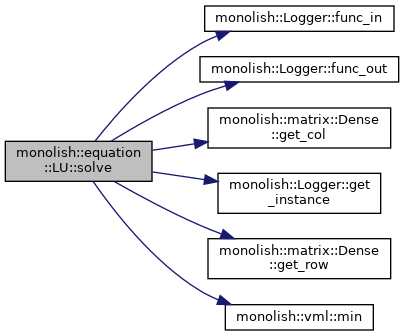 monolish::equation
::LU::solve
monolish::Logger::func_in
monolish::Logger::func_out
monolish::matrix::Dense
::get_col
monolish::Logger::get
_instance
monolish::matrix::Dense
::get_row
monolish::vml::min